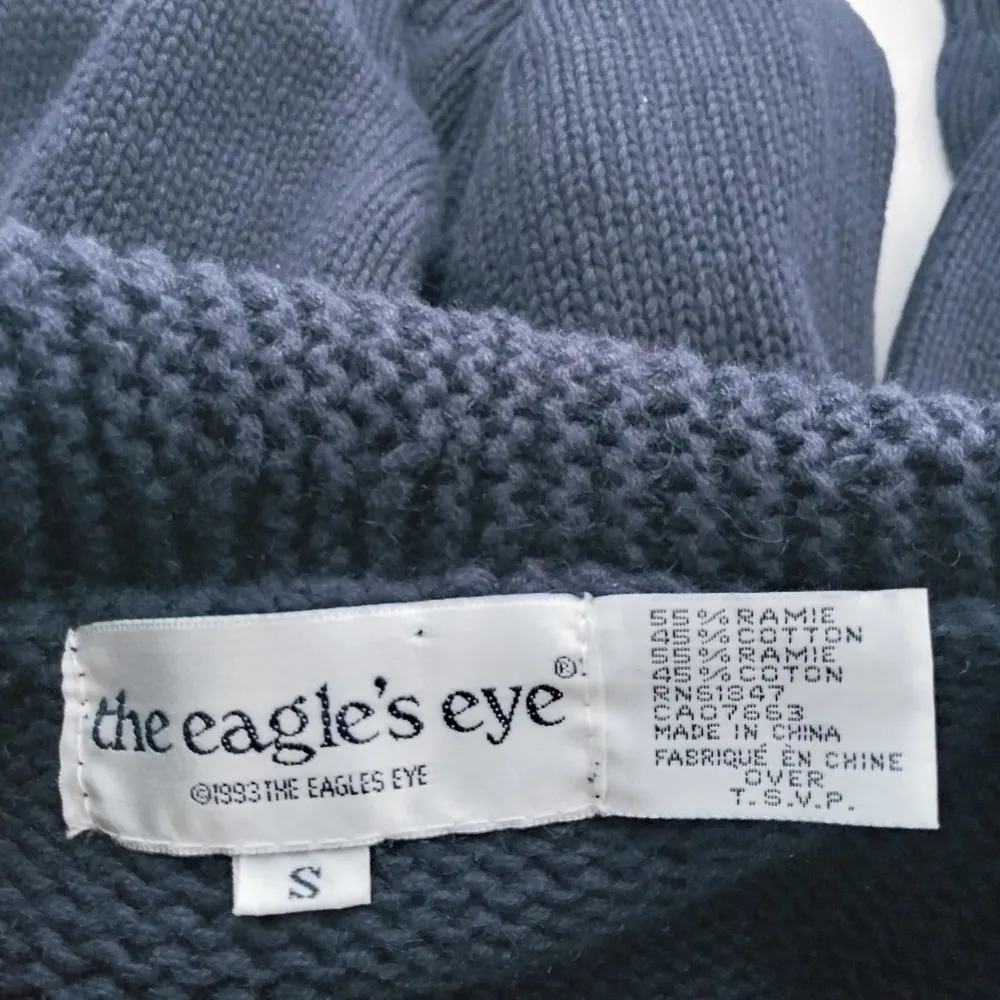 the eagle's eye®
©1993 THE EAGLES EYE
S
55% RAMIE
45% COTTON
55% RAMIE
45% COTON
RN61847
CA07663
MADE IN CHINA
FABRIQUÉ ÈN CHINE
OVER
T.S.V.P.